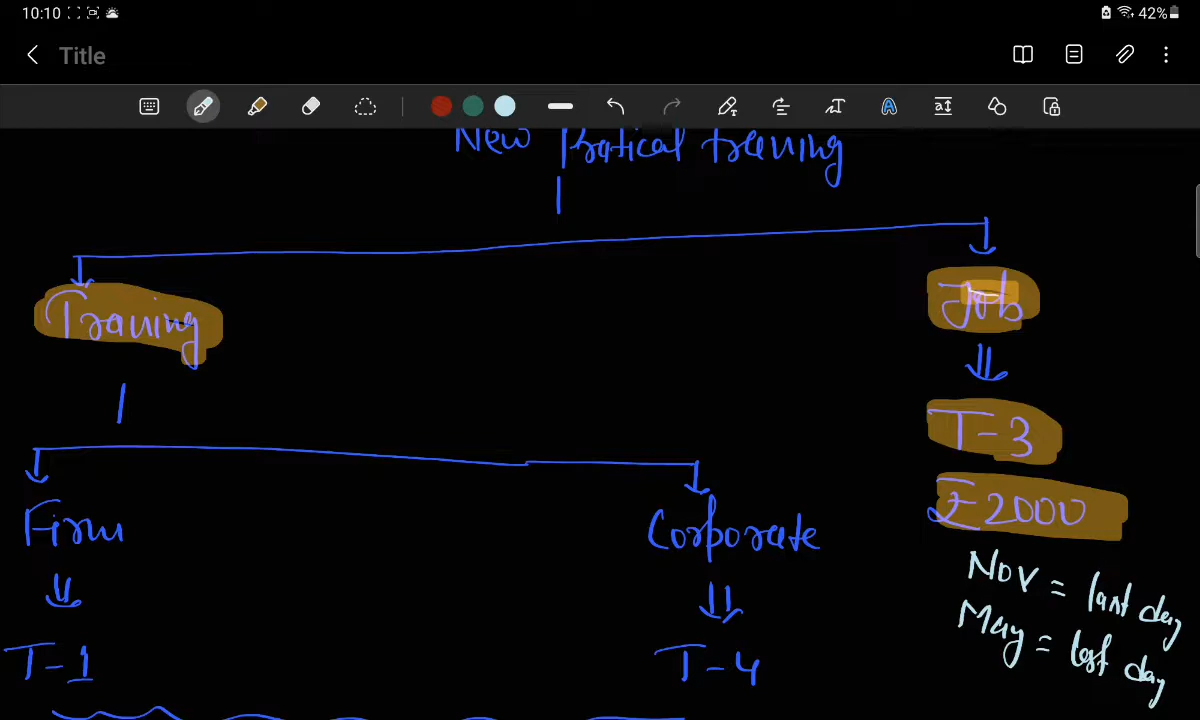 10:10 42%
Title
New Pratical traning
Traning Job
T-3
₹2000
Firm Corporate
Nov = last day
May = last day
T-1 T-4